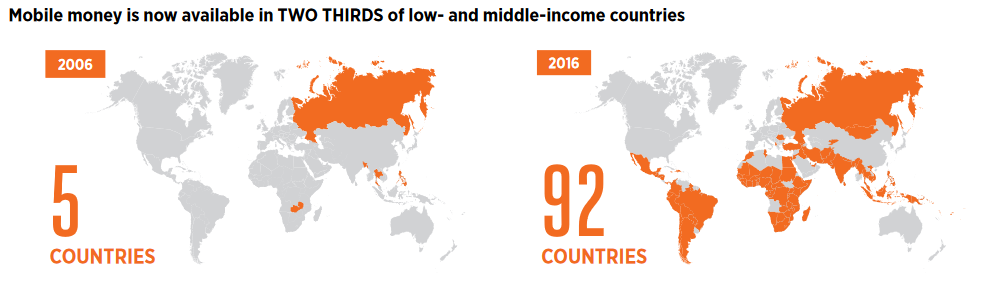 Mobile money is now available in TWO THIRDS of low- and middle-income countries
2006
5
COUNTRIES
2016
92
COUNTRIES